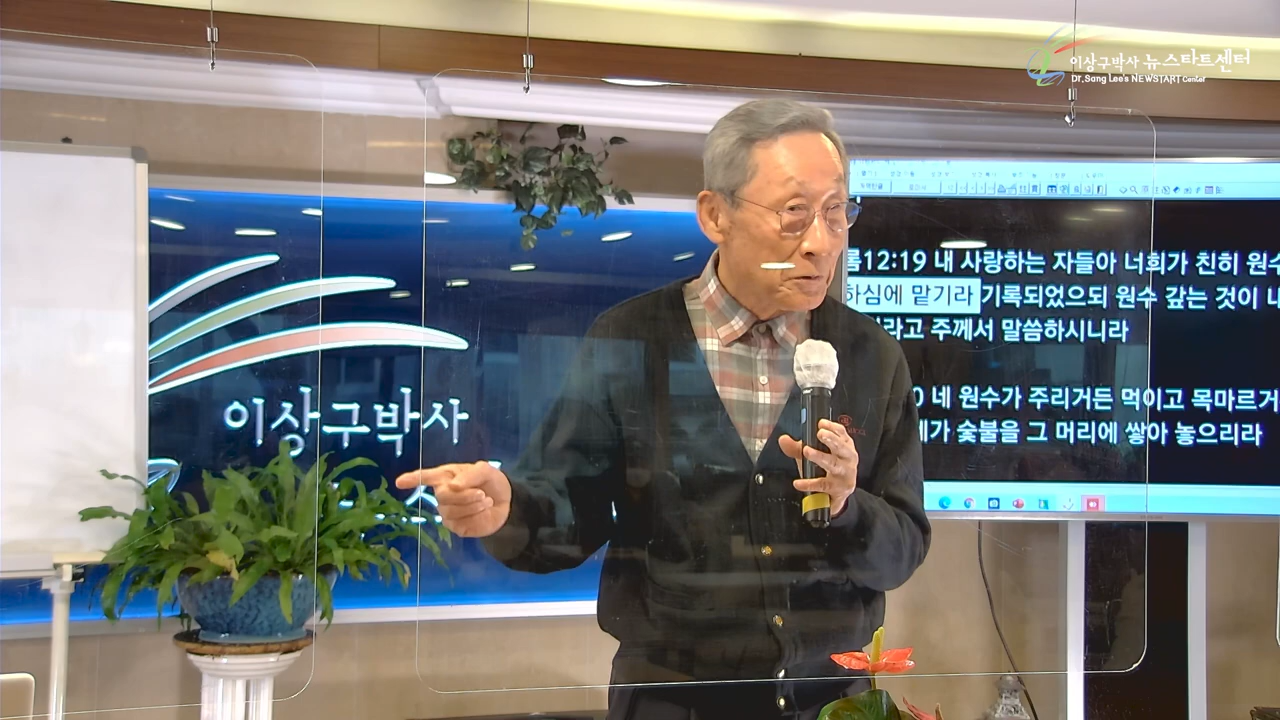 이상구박사 뉴스타트센터
Dr.Sang Lee's NEWSTART Center
이상구박사
롬12:19 내 사랑하는 자들아 너희가 친히 원수
하심에 맡기라 기록되었으되 원수 갚는 것이 내
라고 주께서 말씀하시니라
0 네 원수가 주리거든 먹이고 목마르거
숯불을 그 머리에 쌓아 놓으리라